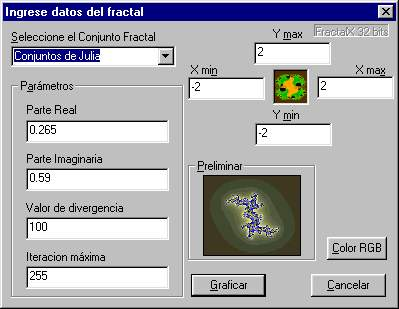 Ingrese datos del fractal
Seleccione el Conjunto Fractal
Conjuntos de Julia
Y max
FractalX 32 bits
2
X min
-2
X max
2
Y min
-2
Parámetros
Parte Real
0.265
Parte Imaginaria
0.59
Valor de divergencia
100
Iteracion máxima
255
Preliminar
Color RGB
Graficar
Cancelar